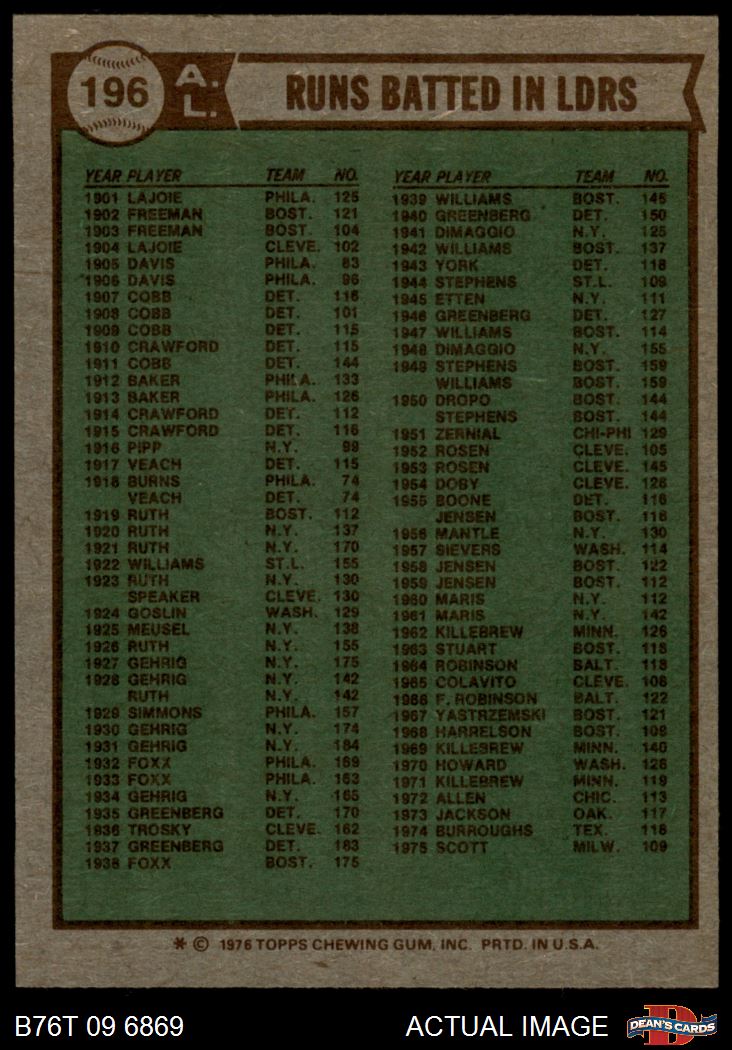 196 A.L. RUNS BATTED IN LDRS
YEAR PLAYER TEAM NO.
1901 LAJOIE PHILA. 125
1902 FREEMAN BOST. 121
1903 FREEMAN BOST. 104
1904 LAJOIE CLEVE. 102
1905 DAVIS PHILA. 83
1906 DAVIS PHILA. 96
1907 COBB DET. 116
1908 COBB DET. 101
1909 COBB DET. 115
1910 CRAWFORD DET. 115
1911 COBB DET. 144
1912 BAKER PHILA. 133
1913 BAKER PHILA. 126
1914 CRAWFORD DET. 112
1915 CRAWFORD DET. 116
1916 PIPP N.Y. 99
1917 VEACH DET. 115
1918 BURNS PHILA. 74
VEACH DET. 74
1919 RUTH BOST. 112
1920 RUTH N.Y. 137
1921 RUTH N.Y. 170
1922 WILLIAMS ST.L. 155
1923 RUTH N.Y. 130
SPEAKER CLEVE. 130
1924 GOSLIN WASH. 129
1925 MEUSEL N.Y. 138
1926 RUTH N.Y. 155
1927 GEHRIG N.Y. 175
1928 GEHRIG N.Y. 142
RUTH N.Y. 142
1929 SIMMONS PHILA. 157
1930 GEHRIG N.Y. 174
1931 GEHRIG N.Y. 184
1932 FOXX PHILA. 169
1933 FOXX PHILA. 163
1934 GEHRIG N.Y. 165
1935 GREENBERG DET. 170
1936 TROSKY CLEVE. 162
1937 GREENBERG DET. 183
1938 FOXX BOST. 175
YEAR PLAYER TEAM NO.
1939 WILLIAMS BOST. 145
1940 GREENBERG DET. 150
1941 DIMAGGIO N.Y. 125
1942 WILLIAMS BOST. 137
1943 YORK DET. 118
1944 STEPHENS ST.L. 109
1945 ETTEN N.Y. 111
1946 GREENBERG DET. 127
1947 WILLIAMS BOST. 114
1948 DIMAGGIO N.Y. 155
1949 STEPHENS BOST. 159
WILLIAMS BOST. 159
1950 DROPO BOST. 144
STEPHENS BOST. 144
1951 ZERNIAL CHI-PHI 129
1952 ROSEN CLEVE. 105
1953 ROSEN CLEVE. 145
1954 DOBY CLEVE. 126
1955 BOONE DET. 116
JENSEN BOST. 116
1956 MANTLE N.Y. 130
1957 SIEVERS WASH. 114
1958 JENSEN BOST. 122
1959 JENSEN BOST. 112
1960 MARIS N.Y. 112
1961 MARIS N.Y. 142
1962 KILLEBREW MINN. 126
1963 STUART BOST. 118
1964 ROBINSON BALT. 118
1965 COLAVITO CLEVE. 108
1966 F. ROBINSON BALT. 122
1967 YASTRZEMSKI BOST. 121
1968 HARRELSON BOST. 109
1969 KILLEBREW MINN. 140
1970 HOWARD WASH. 126
1971 KILLEBREW MINN. 119
1972 ALLEN CHIC. 113
1973 JACKSON OAK. 117
1974 BURROUGHS TEX. 118
1975 SCOTT MILW. 109
* © 1976 TOPPS CHEWING GUM, INC. PRTD. IN U.S.A.
B76T 09 6869 ACTUAL IMAGE DEAN'S CARDS